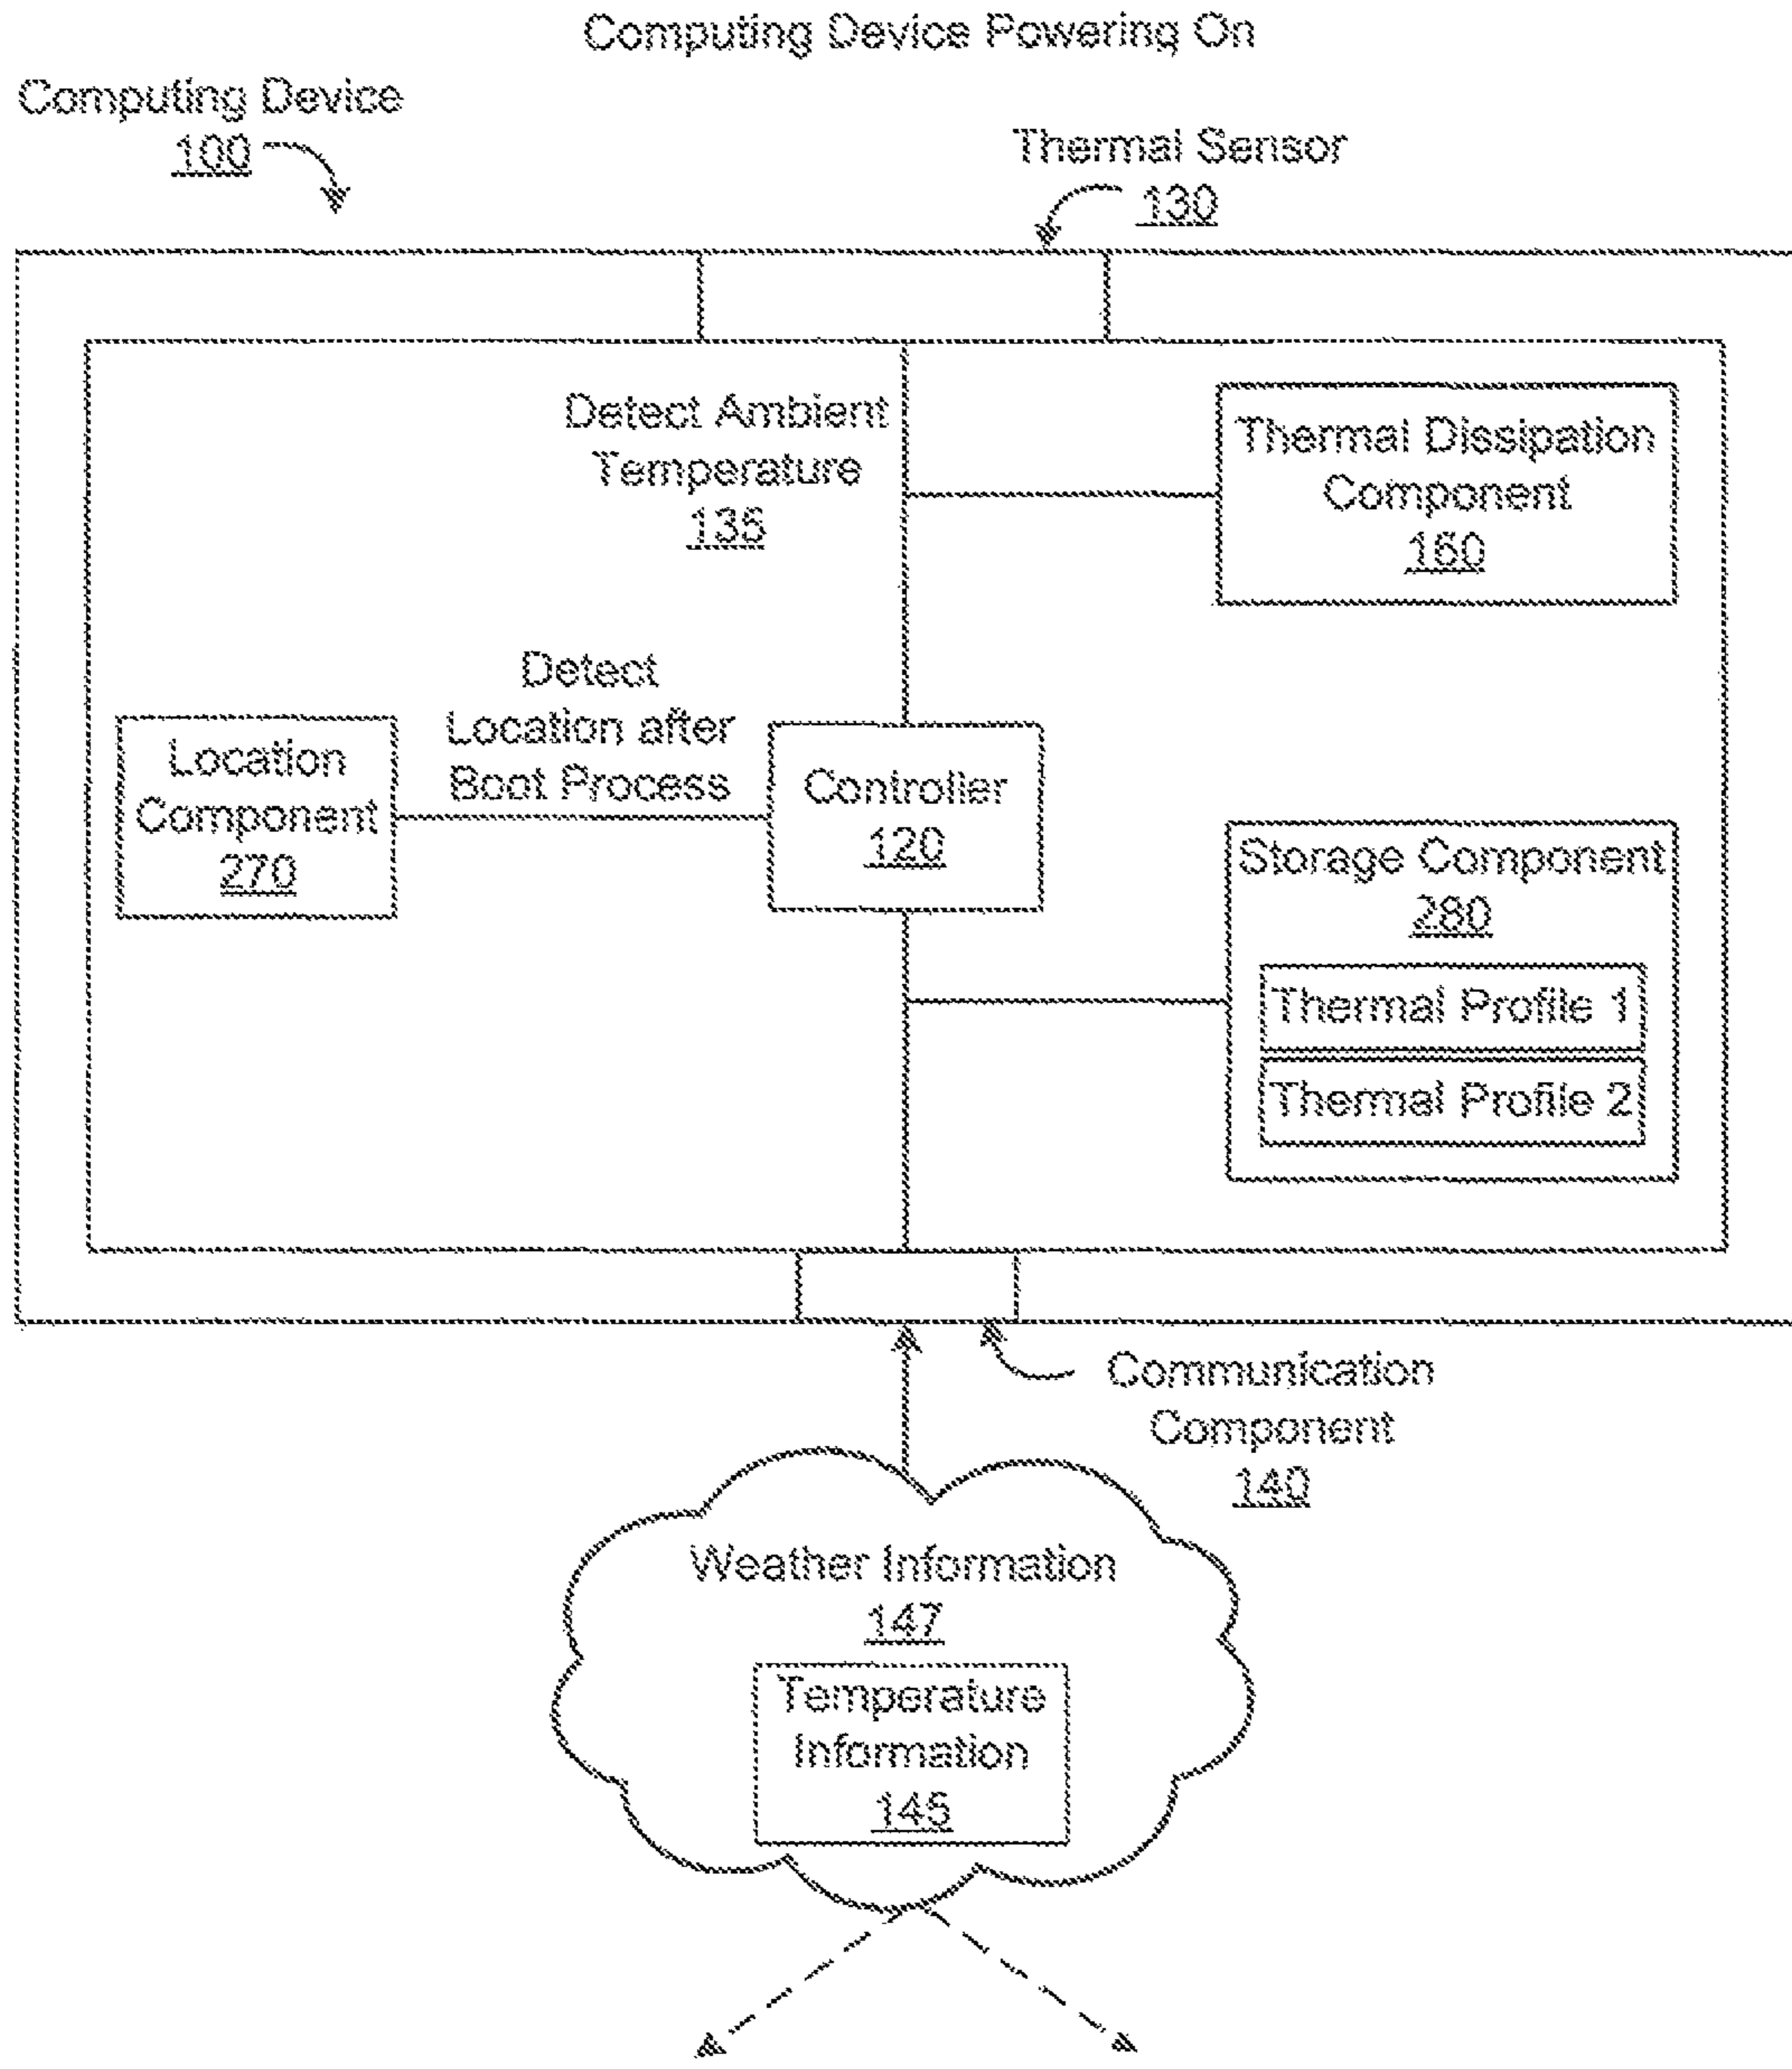 Computing Device Powering On
Computing Device
100
Thermal Sensor
130
Detect Ambient
Temperature
135
Thermal Dissipation
Component
160
Detect
Location after
Boot Process
Location
Component
270
Controller
120
Storage Component
280
Thermal Profile 1
Thermal Profile 2
Communication
Component
140
Weather Information
147
Temperature
Information
145